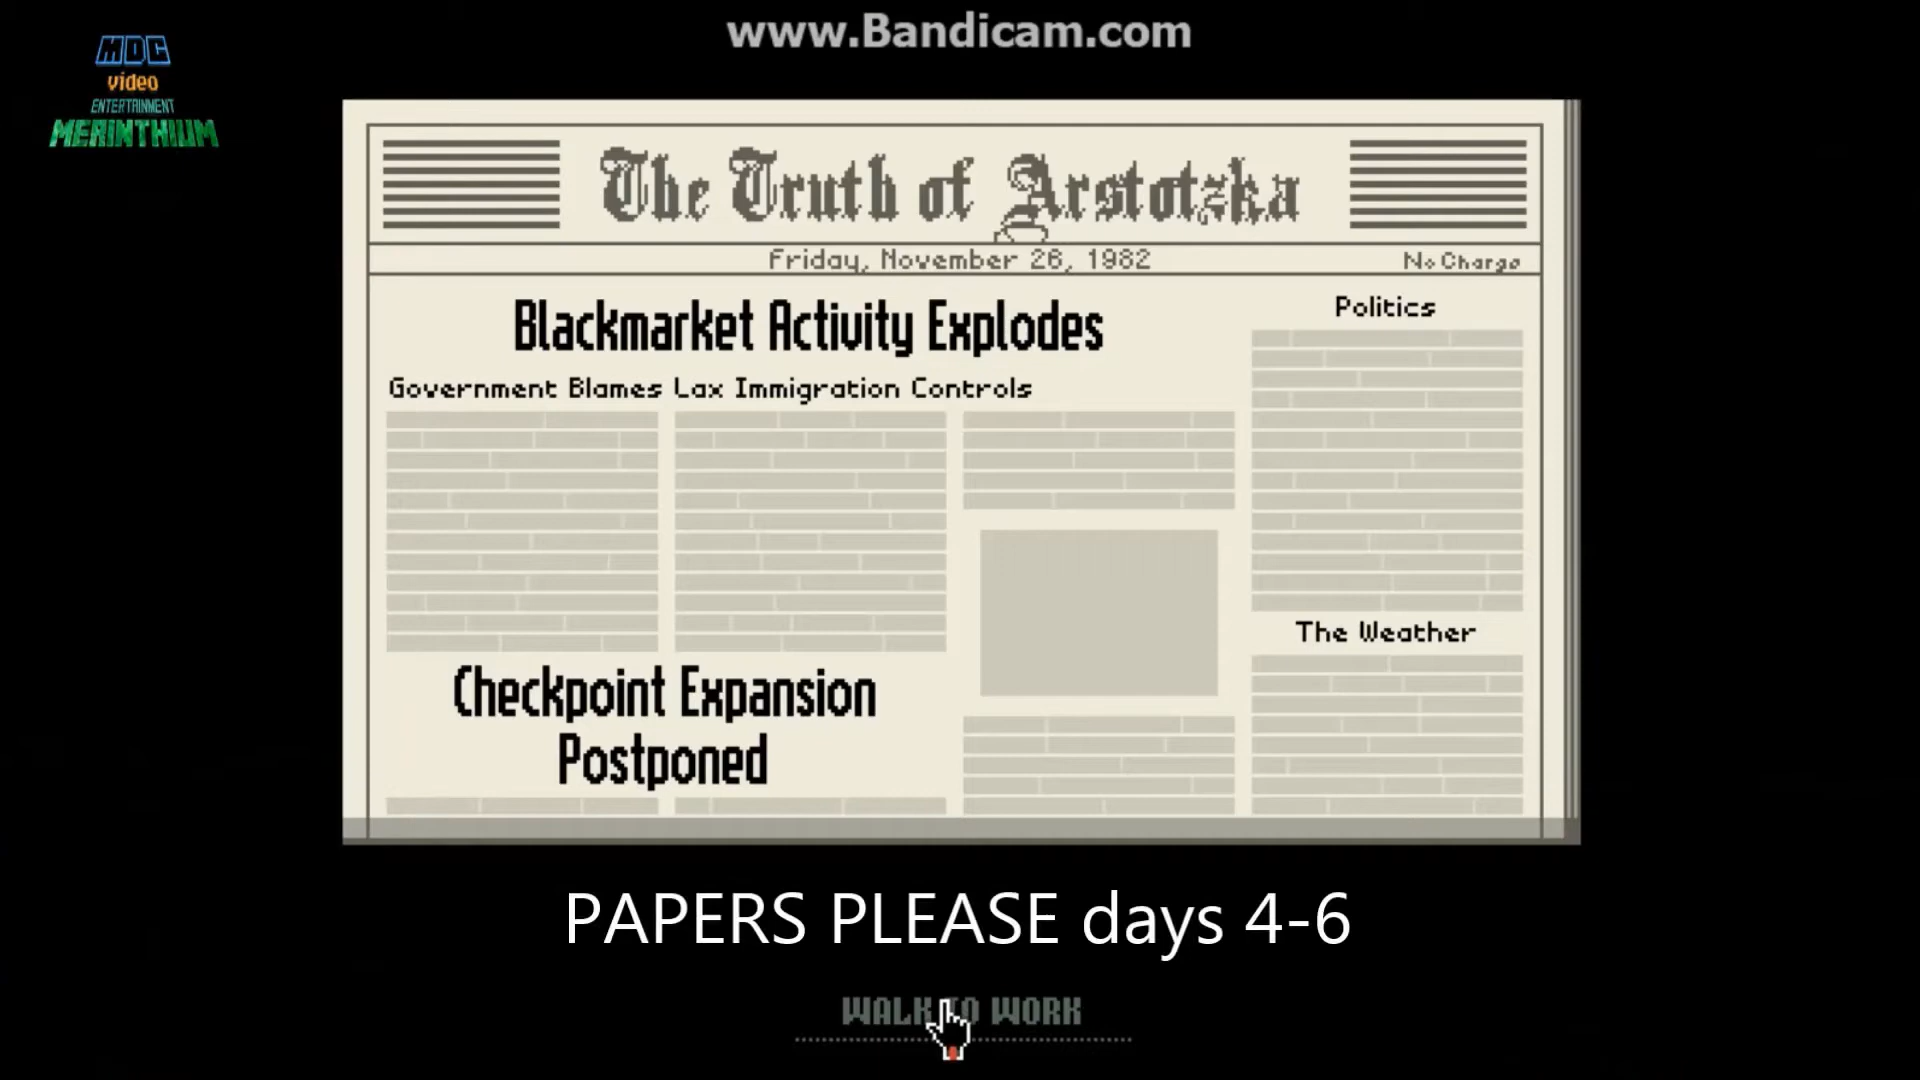 www.Bandicam.com
MDC
video
ENTERTAINMENT
MERINTHIUM
The Truth of Arstotzka
Friday, November 26, 1982
No Charge
Blackmarket Activity Explodes
Government Blames Lax Immigration Controls
Politics
The Weather
Checkpoint Expansion
Postponed
PAPERS PLEASE days 4-6
WALK TO WORK